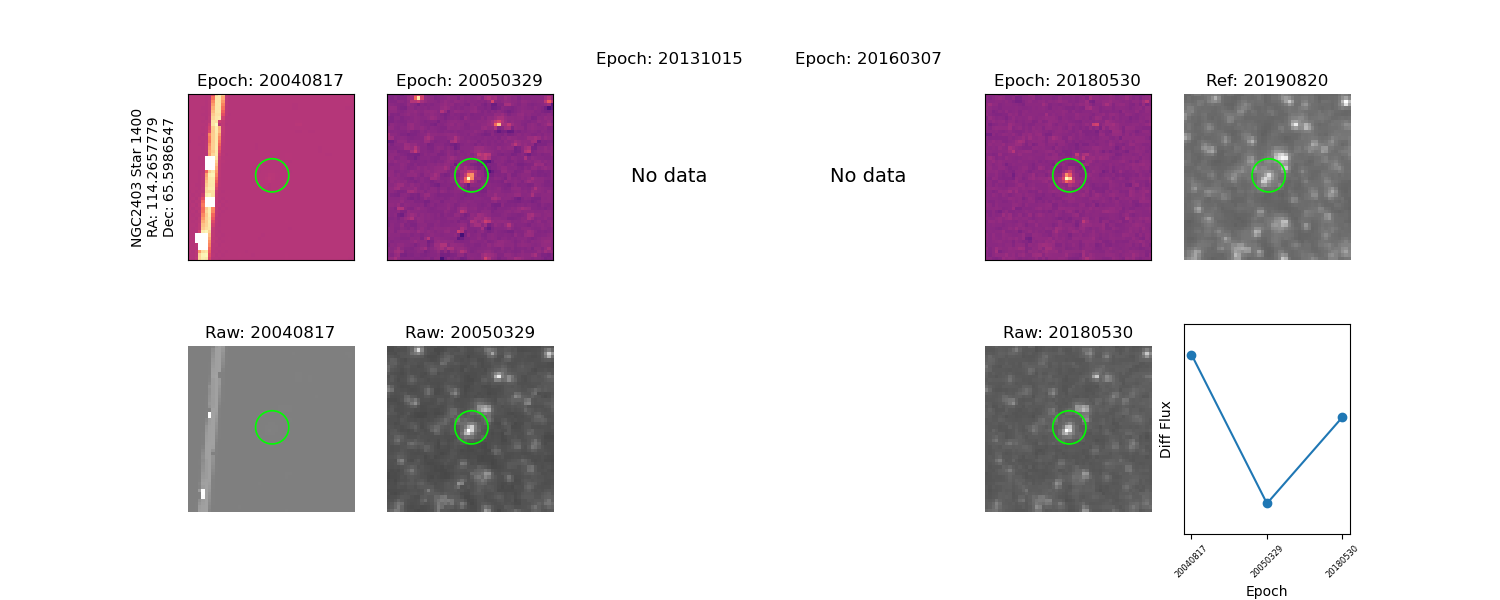 Epoch: 20131015
Epoch: 20160307
Epoch: 20040817
Epoch: 20050329
Epoch: 20180530
Ref: 20190820
NGC2403 Star 1400
RA: 114.2657779
Dec: 65.5986547
No data
No data
Raw: 20040817
Raw: 20050329
Raw: 20180530
Diff Flux
20040817
20050329
20180530
Epoch